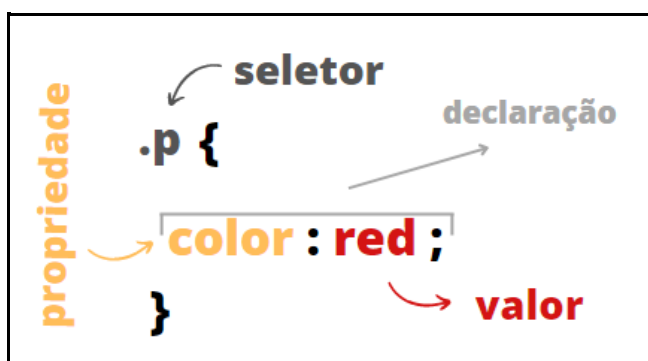 seletor
declaração
propriedade
.p {
color : red ;
}
valor